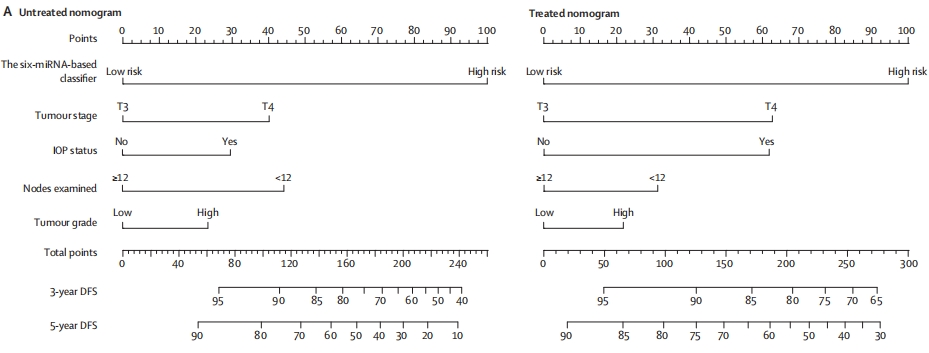 A Untreated nomogram
Treated nomogram
Points
0 10 20 30 40 50 60 70 80 90 100
0 10 20 30 40 50 60 70 80 90 100
The six-miRNA-based
classifier
Low risk High risk
Low risk High risk
Tumour stage
T3 T4
T3 T4
IOP status
No Yes
No Yes
Nodes examined
≥12 <12
≥12 <12
Tumour grade
Low High
Low High
Total points
0 40 80 120 160 200 240
0 50 100 150 200 250 300
3-year DFS
95 90 85 80 70 60 50 40
95 90 85 80 75 70 65
5-year DFS
90 80 70 60 50 40 30 20 10
90 85 80 75 70 60 50 40 30